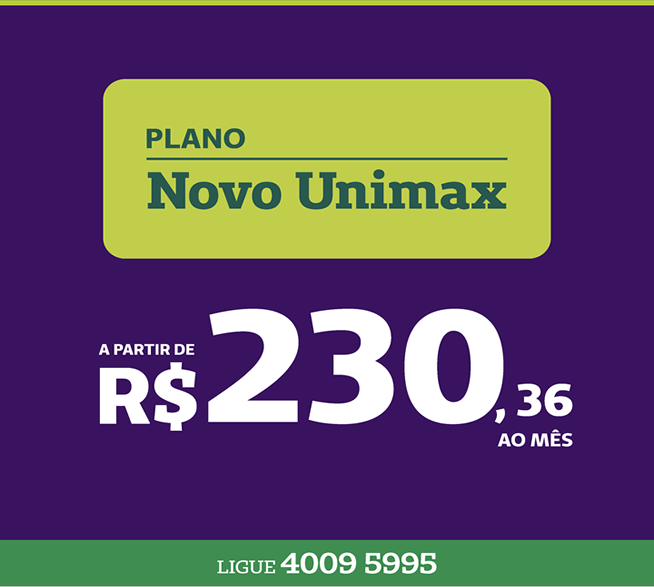 PLANO
Novo Unimax
A PARTIR DE
R$230,36
AO MÊS
LIGUE 4009 5995